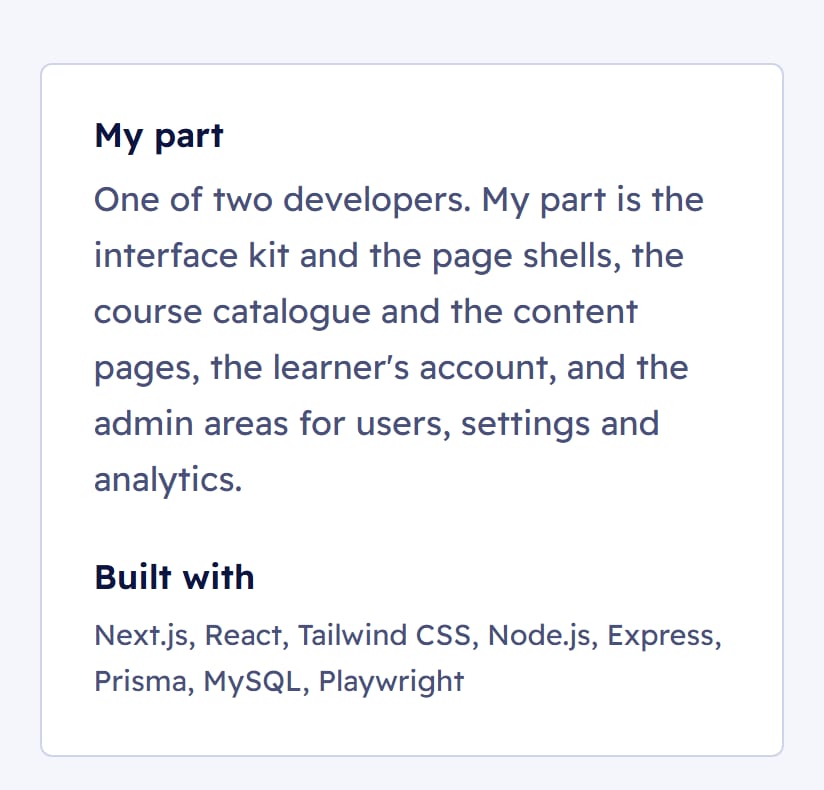 My part
One of two developers. My part is the
interface kit and the page shells, the
course catalogue and the content
pages, the learner's account, and the
admin areas for users, settings and
analytics.
Built with
Next.js, React, Tailwind CSS, Node.js, Express,
Prisma, MySQL, Playwright